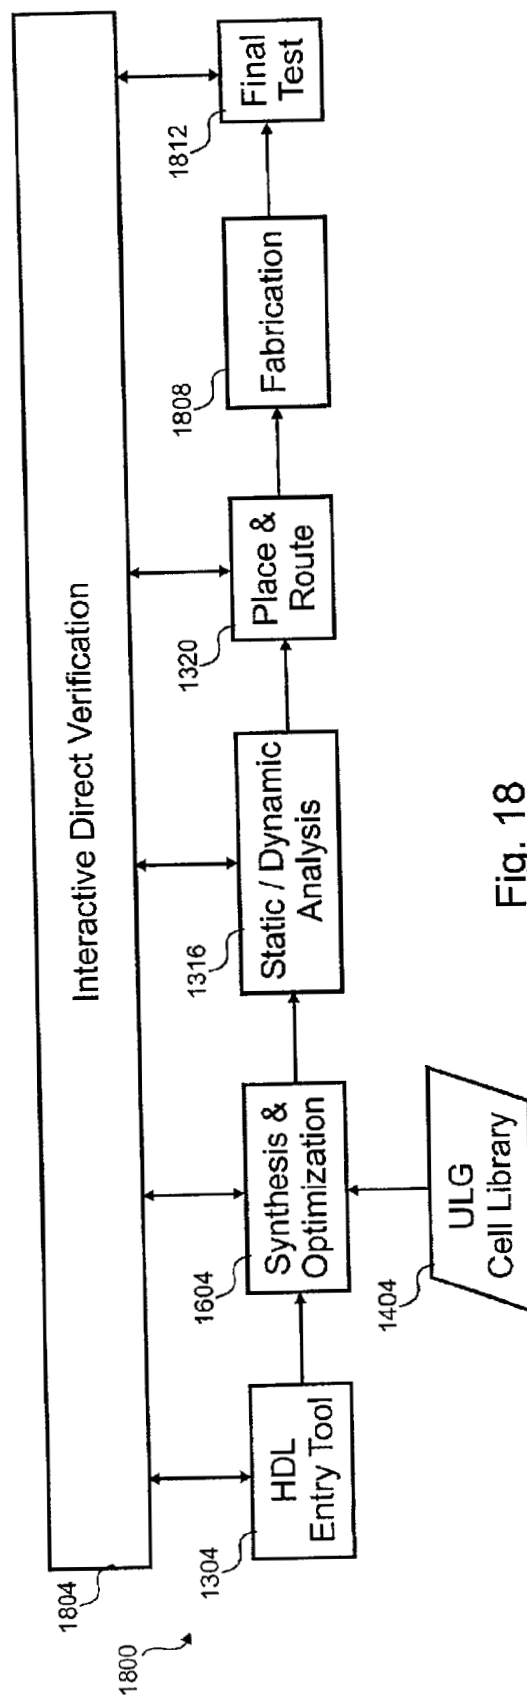 1800
1804
Interactive Direct Verification
1304
HDL
Entry Tool
1604
Synthesis &
Optimization
1404
ULG
Cell Library
1316
Static / Dynamic
Analysis
1320
Place &
Route
1808
Fabrication
1812
Final
Test
Fig. 18